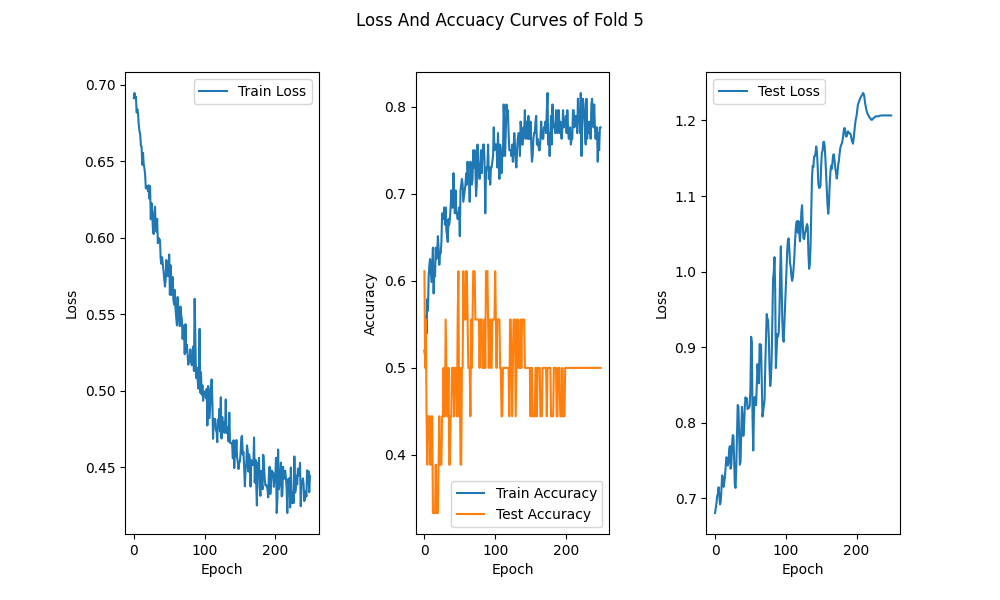 Loss And Accuacy Curves of Fold 5
0.70
0.65
0.60
0.55
0.50
0.45
Loss
0
100
200
Epoch
Train Loss
0.8
0.7
0.6
0.5
0.4
Accuracy
0
100
200
Epoch
Train Accuracy
Test Accuracy
1.2
1.1
1.0
0.9
0.8
0.7
Loss
0
100
200
Epoch
Test Loss